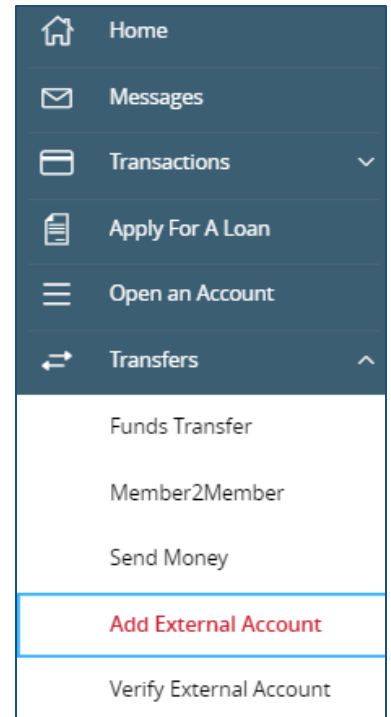 Home
Messages
Transactions
Apply For A Loan
Open an Account
Transfers
Funds Transfer
Member2Member
Send Money
Add External Account
Verify External Account